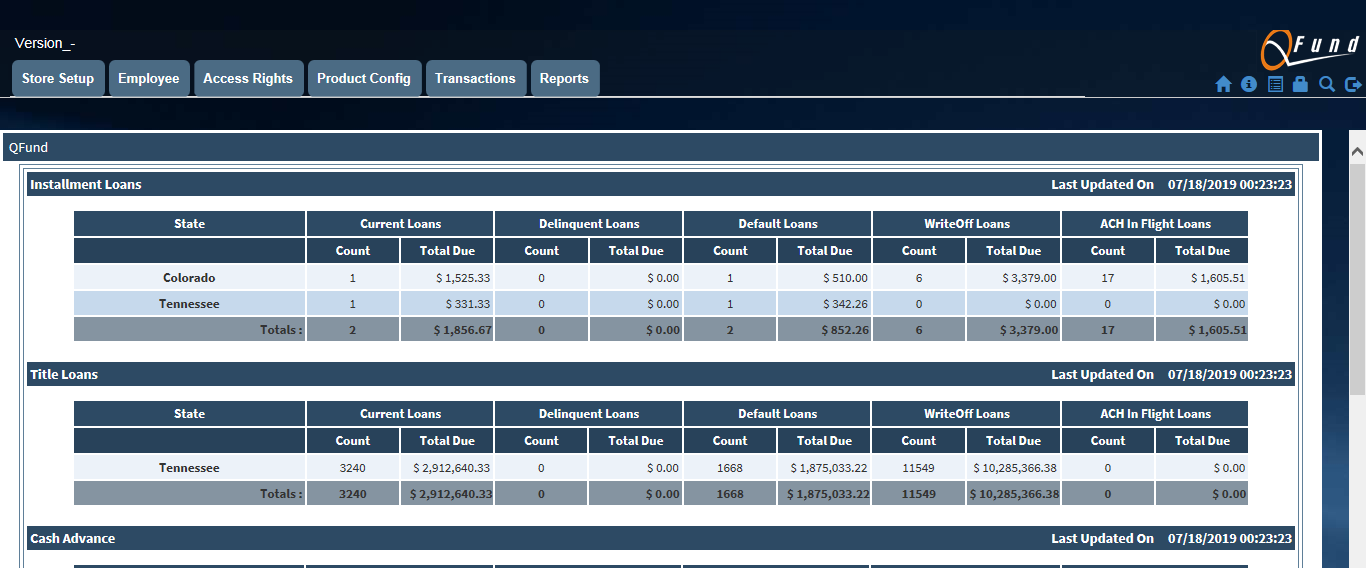 Version_-
QFund
Store Setup Employee Access Rights Product Config Transactions Reports
QFund
Installment Loans Last Updated On 07/18/2019 00:23:23
State Current Loans Delinquent Loans Default Loans WriteOff Loans ACH In Flight Loans
Count Total Due Count Total Due Count Total Due Count Total Due Count Total Due
Colorado 1 $ 1,525.33 0 $ 0.00 1 $ 510.00 6 $ 3,379.00 17 $ 1,605.51
Tennessee 1 $ 331.33 0 $ 0.00 1 $ 342.26 0 $ 0.00 0 $ 0.00
Totals : 2 $ 1,856.67 0 $ 0.00 2 $ 852.26 6 $ 3,379.00 17 $ 1,605.51
Title Loans Last Updated On 07/18/2019 00:23:23
State Current Loans Delinquent Loans Default Loans WriteOff Loans ACH In Flight Loans
Count Total Due Count Total Due Count Total Due Count Total Due Count Total Due
Tennessee 3240 $ 2,912,640.33 0 $ 0.00 1668 $ 1,875,033.22 11549 $ 10,285,366.38 0 $ 0.00
Totals : 3240 $ 2,912,640.33 0 $ 0.00 1668 $ 1,875,033.22 11549 $ 10,285,366.38 0 $ 0.00
Cash Advance Last Updated On 07/18/2019 00:23:23